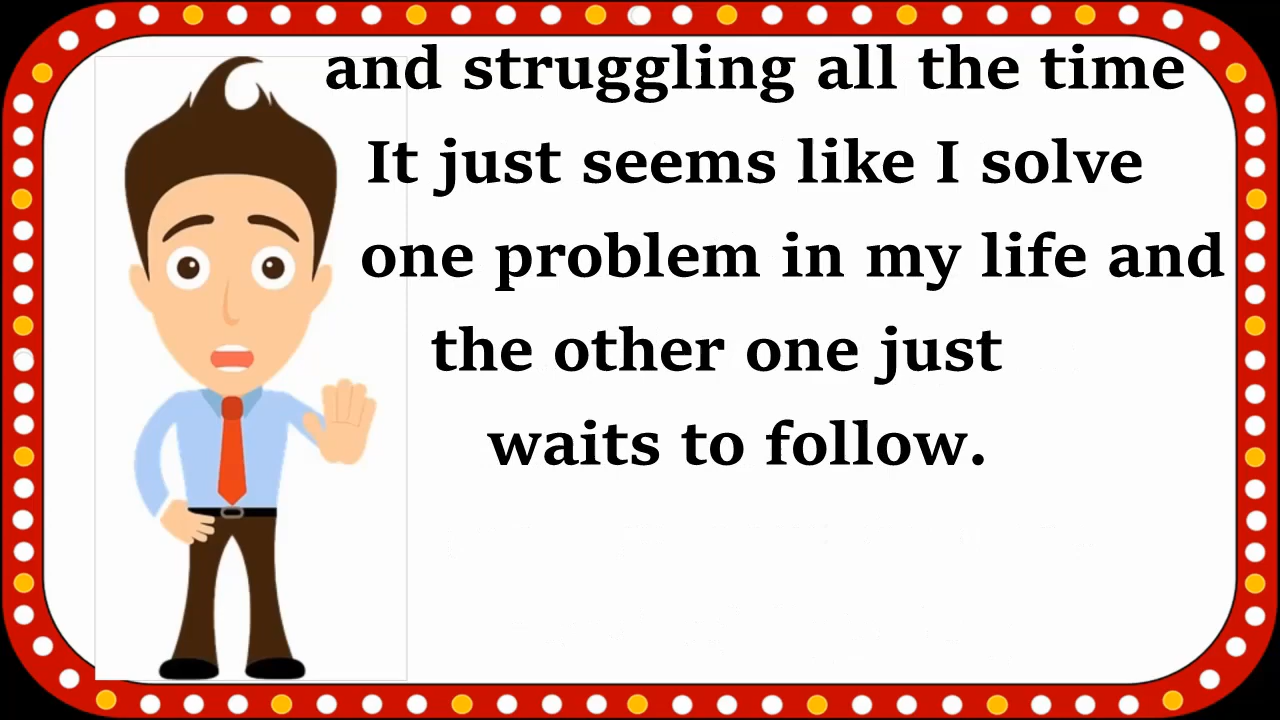 and struggling all the time
It just seems like I solve
one problem in my life and
the other one just
waits to follow.